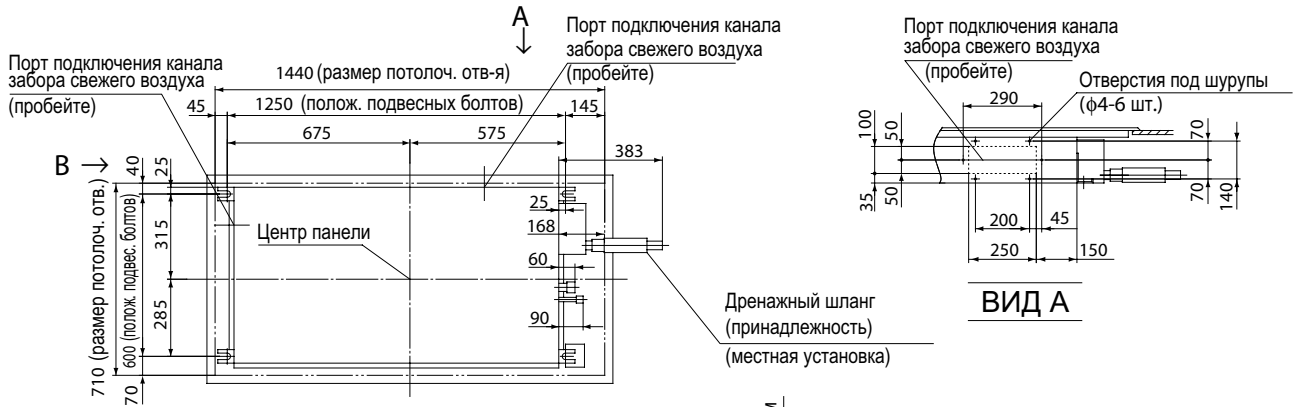 A
Порт подключения канала
забора свежего воздуха
(пробейте)
Порт подключения канала
забора свежего воздуха
(пробейте)
1440 (размер потолоч. отв-я)
45
1250 (полож. подвесных болтов)
145
675
575
383
B
40
25
710 (размер потолоч. отв.)
600 (полож. подвес. болтов)
315
285
70
Центр панели
25
168
60
90
Дренажный шланг
(принадлежность)
(местная установка)
Порт подключения канала
забора свежего воздуха
(пробейте)
Отверстия под шурупы
(ф4-6 шт.)
290
100
50
35
50
70
70
140
200
45
250
150
ВИД А